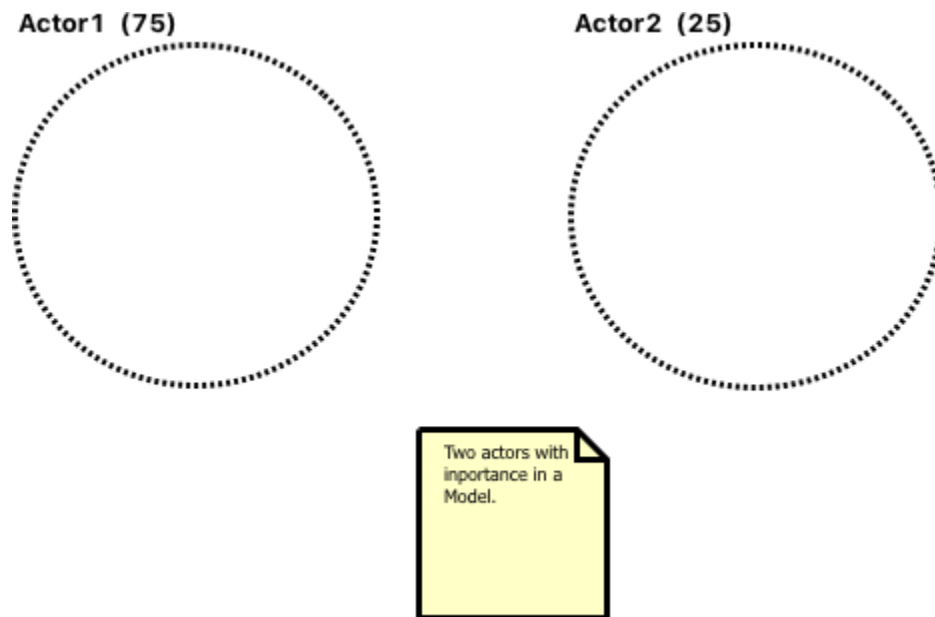 Actor1 (75)
Actor2 (25)
Two actors with
inportance in a
Model.